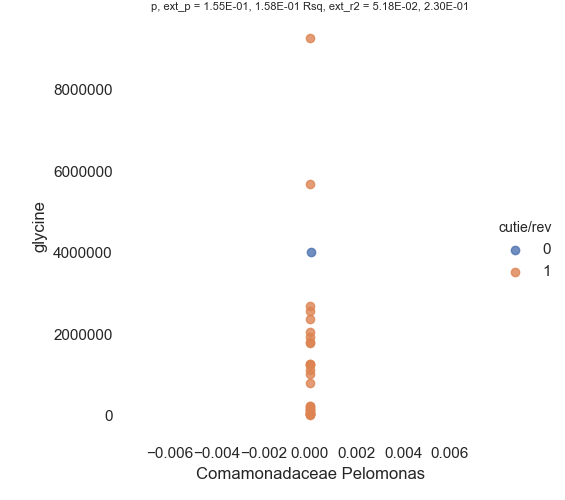 p, ext_p = 1.55E-01, 1.58E-01 Rsq, ext_r2 = 5.18E-02, 2.30E-01
8000000
6000000
4000000
2000000
0
glycine
cutie/rev
0
1
−0.006 −0.004 −0.002 0.000 0.002 0.004 0.006
Comamonadaceae Pelomonas